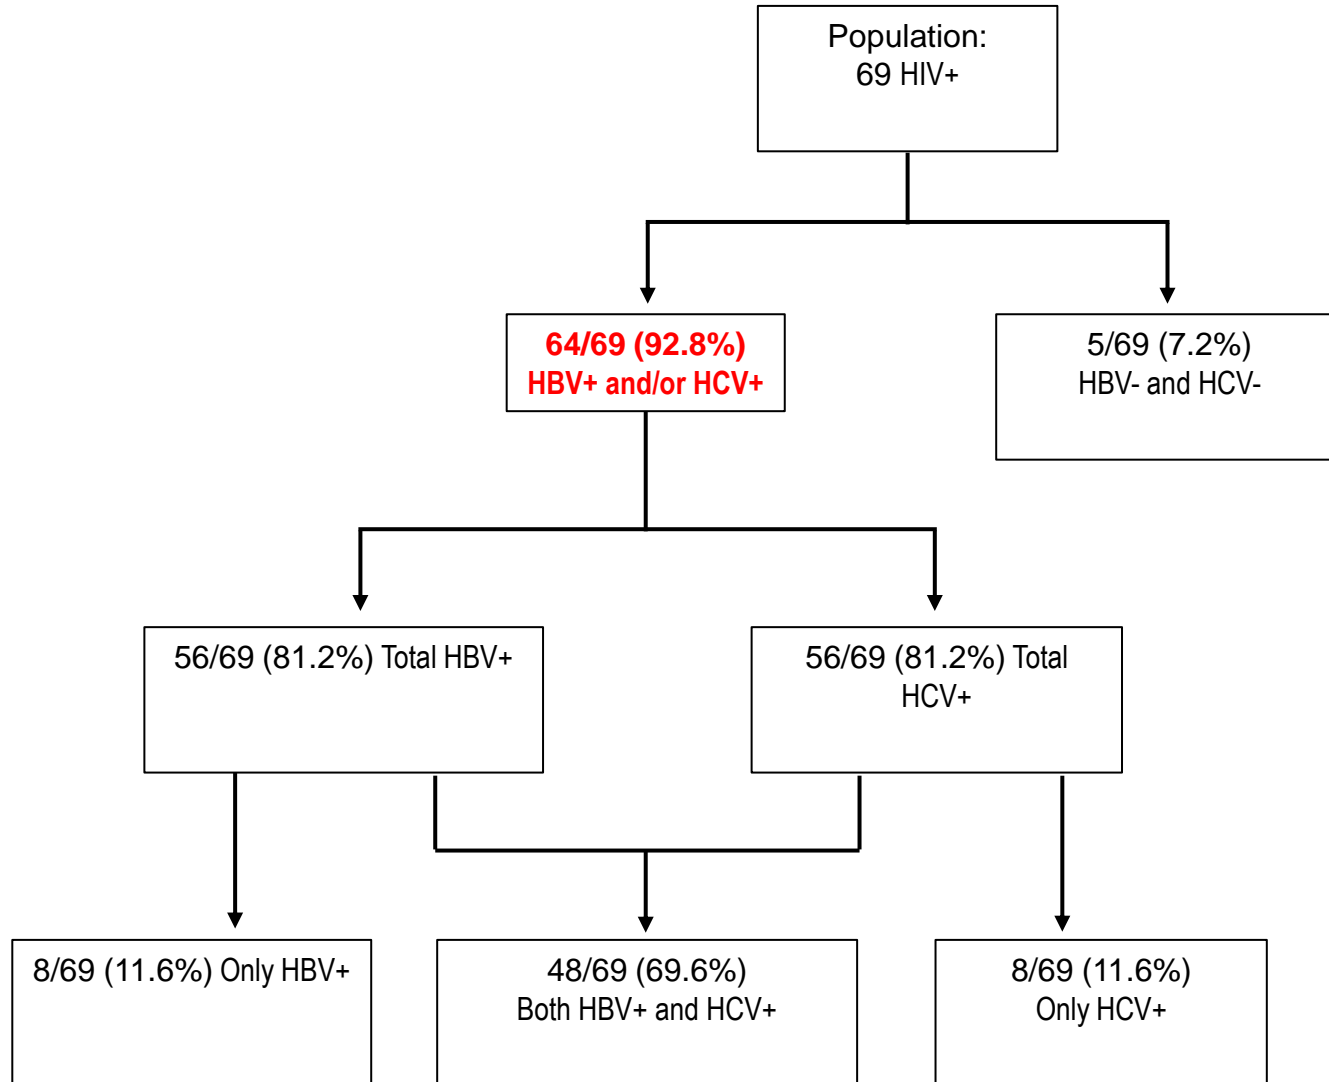 Population:
69 HIV+
64/69 (92.8%)
HBV+ and/or HCV+
5/69 (7.2%)
HBV- and HCV-
56/69 (81.2%) Total HBV+
56/69 (81.2%) Total
HCV+
8/69 (11.6%) Only HBV+
48/69 (69.6%)
Both HBV+ and HCV+
8/69 (11.6%)
Only HCV+